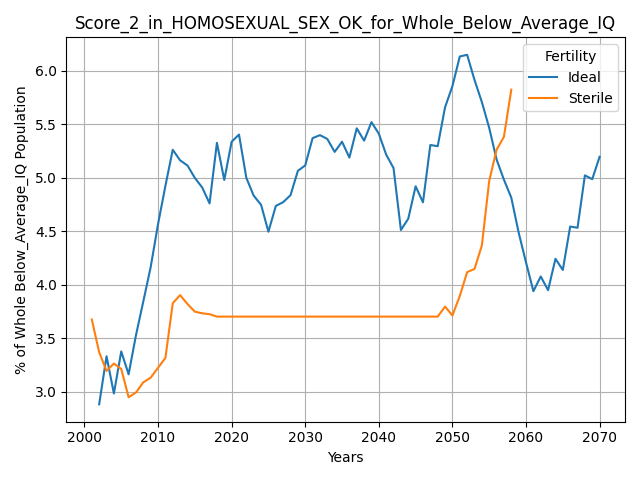 Score_2_in_HOMOSEXUAL_SEX_OK_for_Whole_Below_Average_IQ
Fertility
Ideal
Sterile
% of Whole Below_Average_IQ Population
6.0
5.5
5.0
4.5
4.0
3.5
3.0
2000 2010 2020 2030 2040 2050 2060 2070
Years